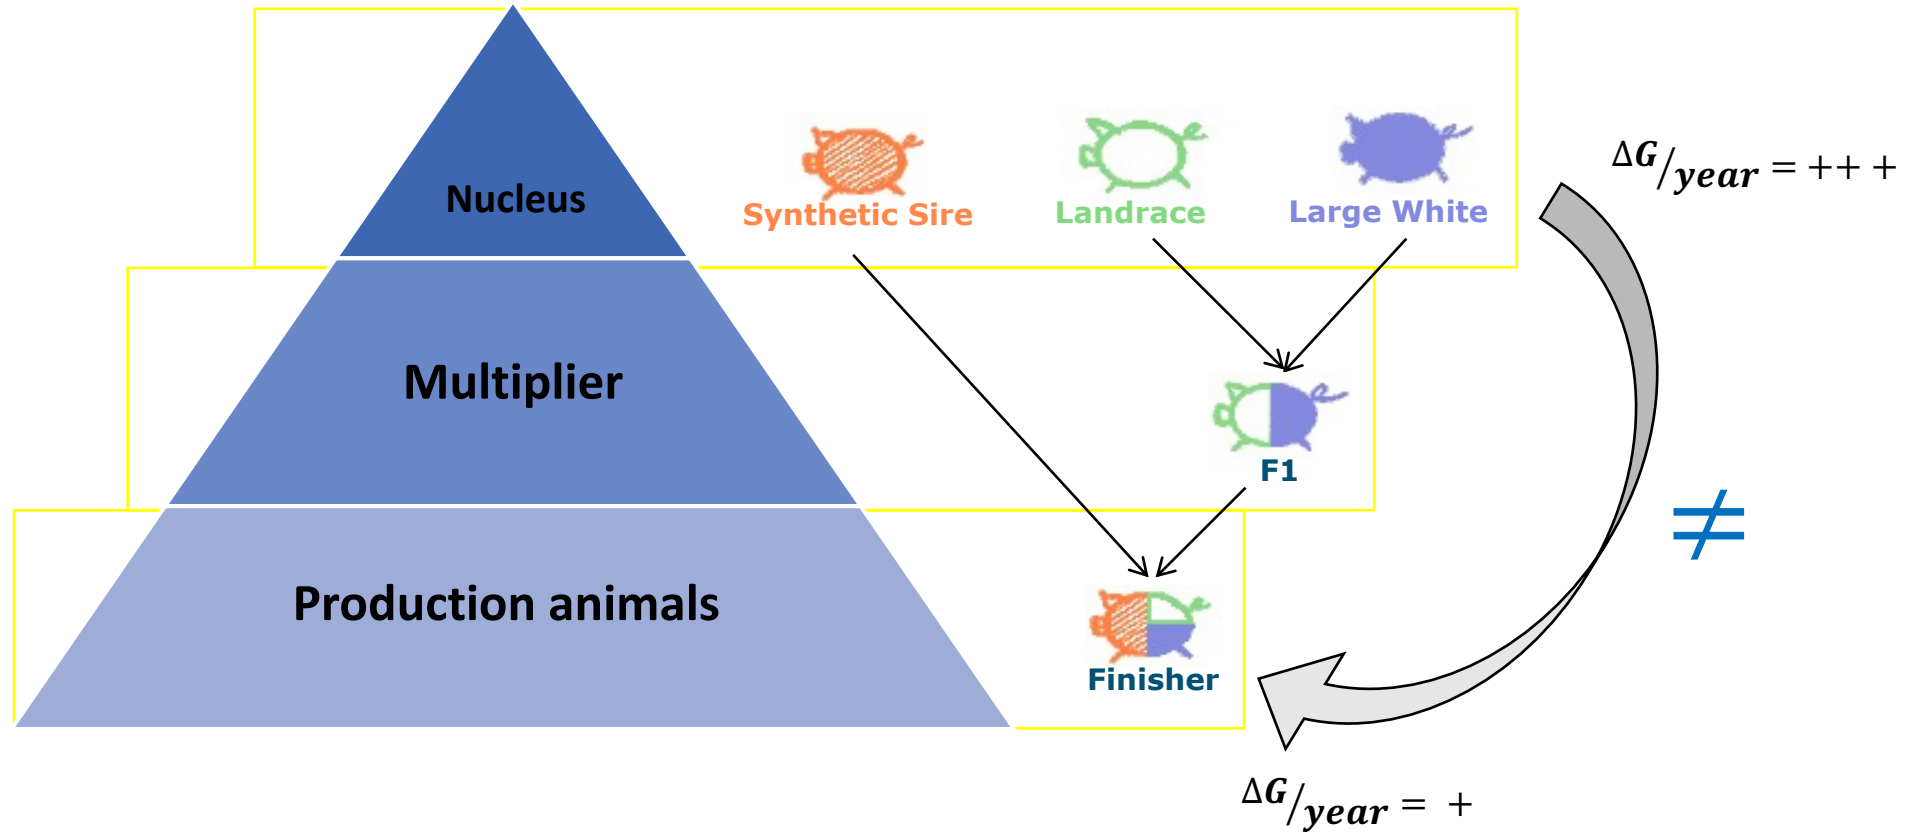 Nucleus
Synthetic Sire
Landrace
Large White
ΔG/year = +++
Multiplier
F1
≠
Production animals
Finisher
ΔG/year = +